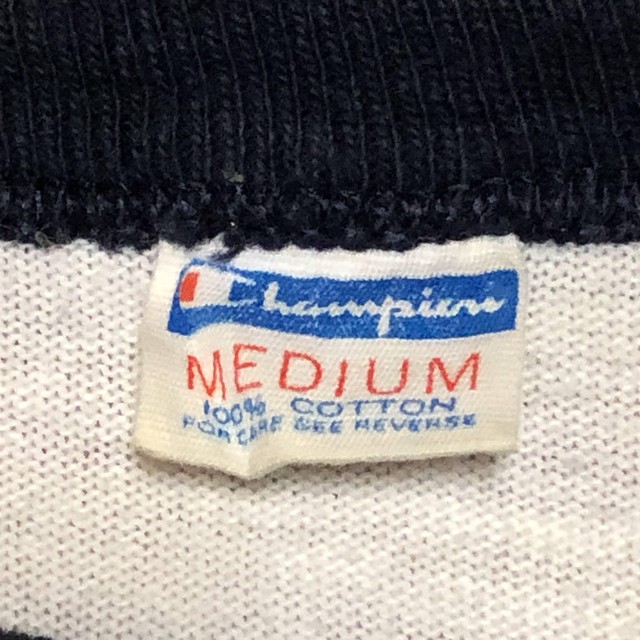 Champion
MEDIUM
100% COTTON
FOR CARE SEE REVERSE